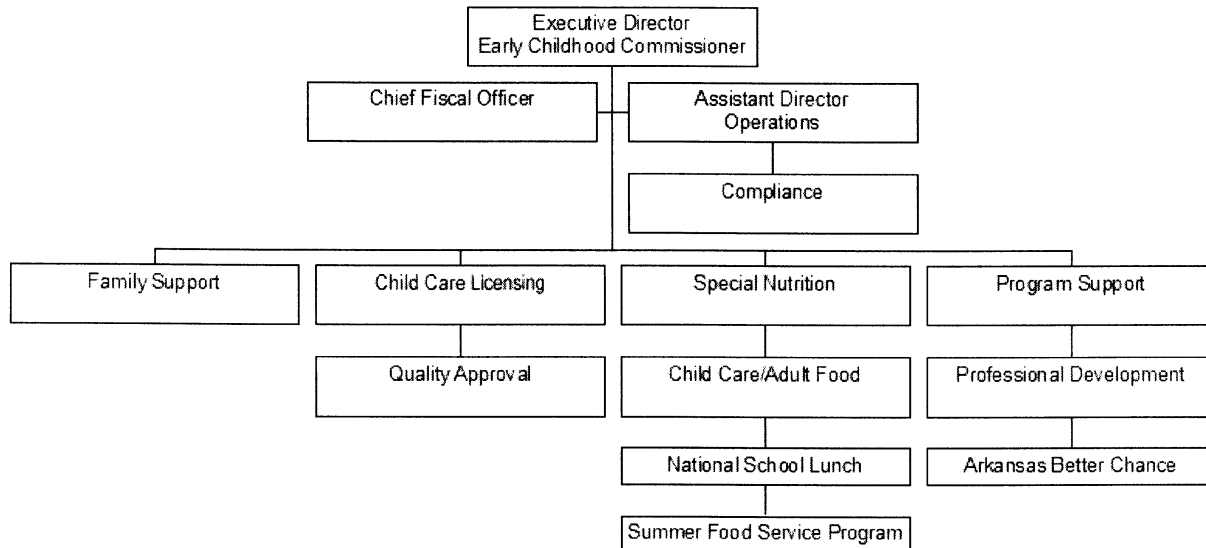 Executive Director
Early Childhood Commissioner
Chief Fiscal Officer
Assistant Director
Operations
Compliance
Family Support
Child Care Licensing
Special Nutrition
Program Support
Quality Approval
Child Care/Adult Food
Professional Development
National School Lunch
Arkansas Better Chance
Summer Food Service Program